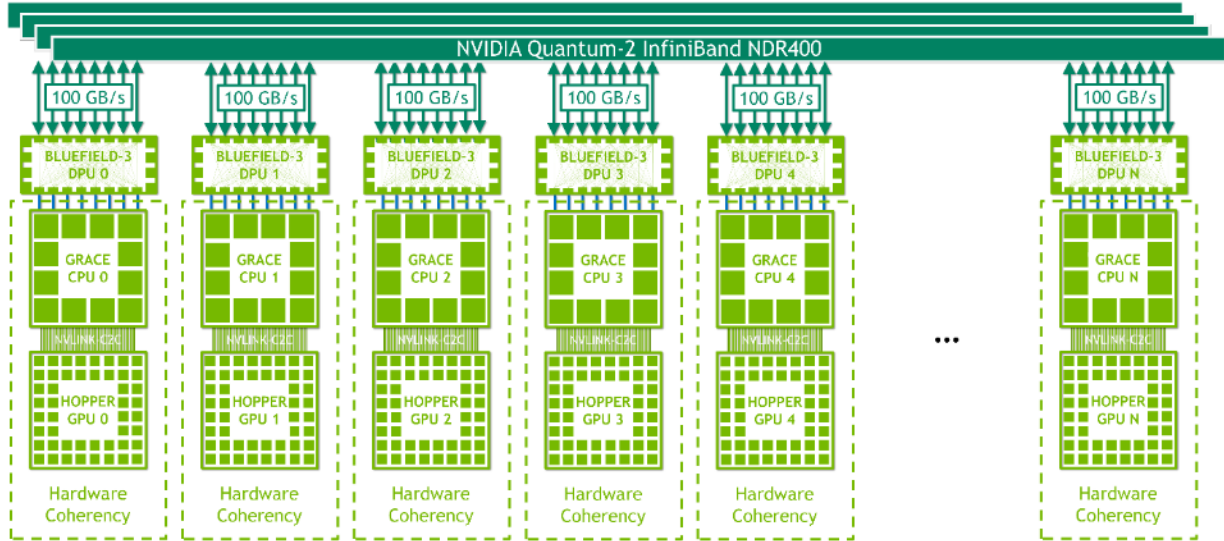 NVIDIA Quantum-2 InfiniBand NDR400
100 GB/s 100 GB/s 100 GB/s 100 GB/s 100 GB/s 100 GB/s
BLUEFIELD-3 BLUEFIELD-3 BLUEFIELD-3 BLUEFIELD-3 BLUEFIELD-3 BLUEFIELD-3
DPU 0 DPU 1 DPU 2 DPU 3 DPU 4 DPU N
GRACE GRACE GRACE GRACE GRACE GRACE
CPU 0 CPU 1 CPU 2 CPU 3 CPU 4 CPU N
NVLINK-C2C NVLINK-C2C NVLINK-C2C NVLINK-C2C NVLINK-C2C ... NVLINK-C2C
HOPPER HOPPER HOPPER HOPPER HOPPER HOPPER
GPU 0 GPU 1 GPU 2 GPU 3 GPU 4 GPU N
Hardware Hardware Hardware Hardware Hardware Hardware
Coherency Coherency Coherency Coherency Coherency Coherency